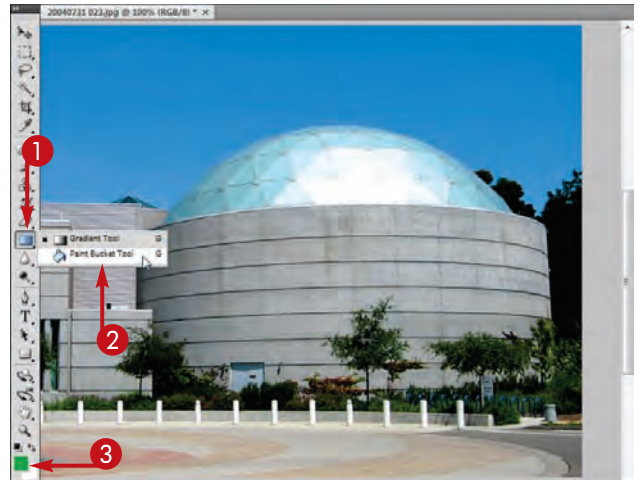 20040731 023.jpg @ 100% (RGB/8) * ×
1
Gradient Tool G
Paint Bucket Tool G
2
T
3